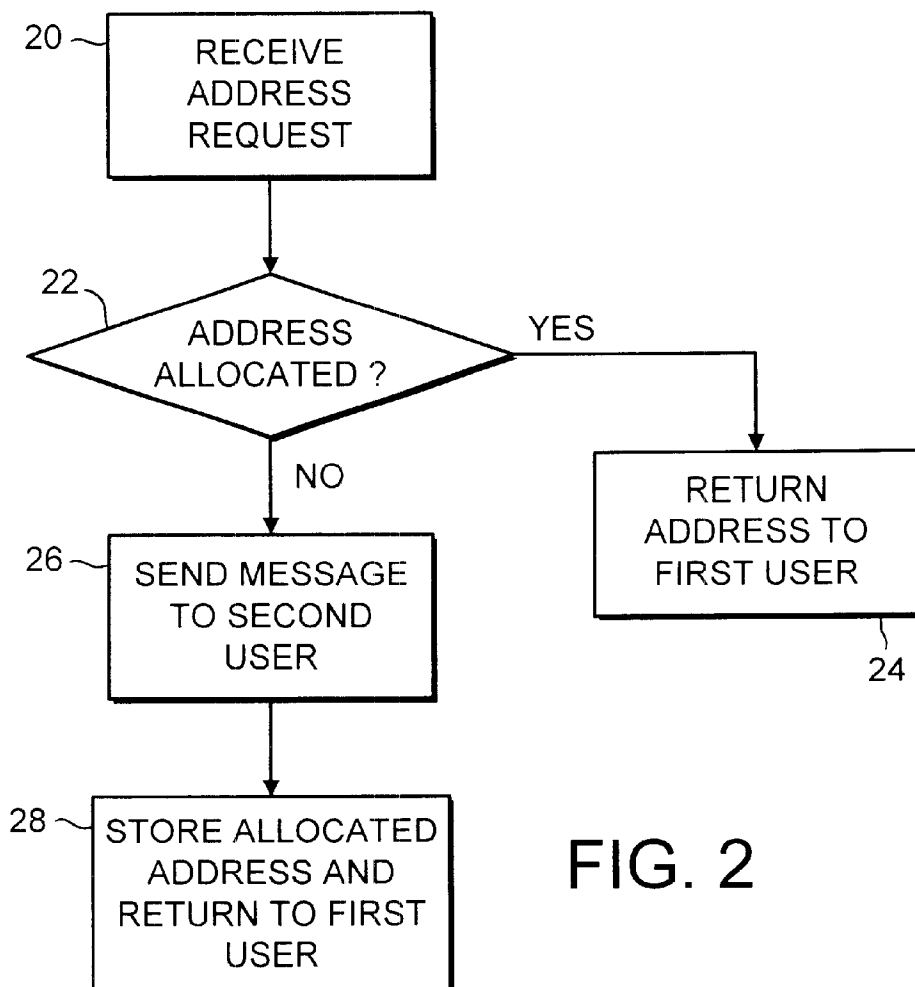 20
RECEIVE
ADDRESS
REQUEST
22
ADDRESS
ALLOCATED ?
YES
NO
RETURN
ADDRESS TO
FIRST USER
24
26
SEND MESSAGE
TO SECOND
USER
28
STORE ALLOCATED
ADDRESS AND
RETURN TO FIRST
USER
FIG. 2